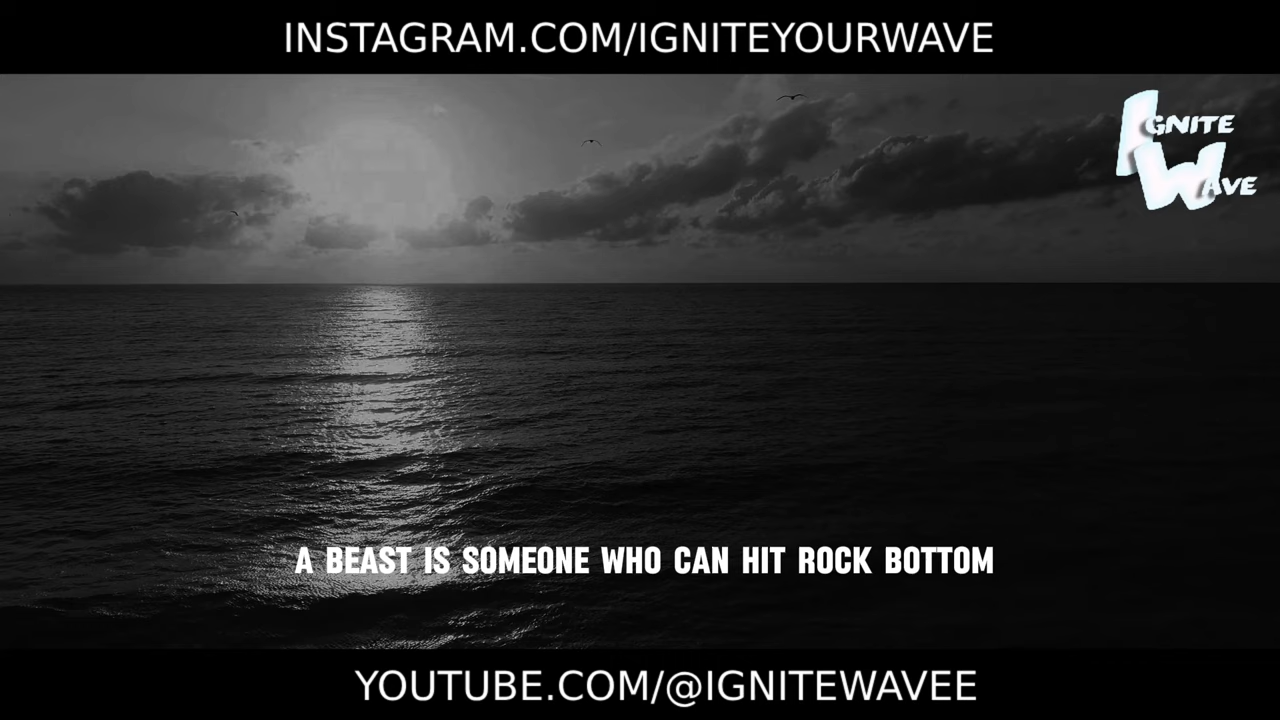 INSTAGRAM.COM/IGNITEYOURWAVE
IGNITE
WAVE
A BEAST IS SOMEONE WHO CAN HIT ROCK BOTTOM
YOUTUBE.COM/@IGNITEWAVEE